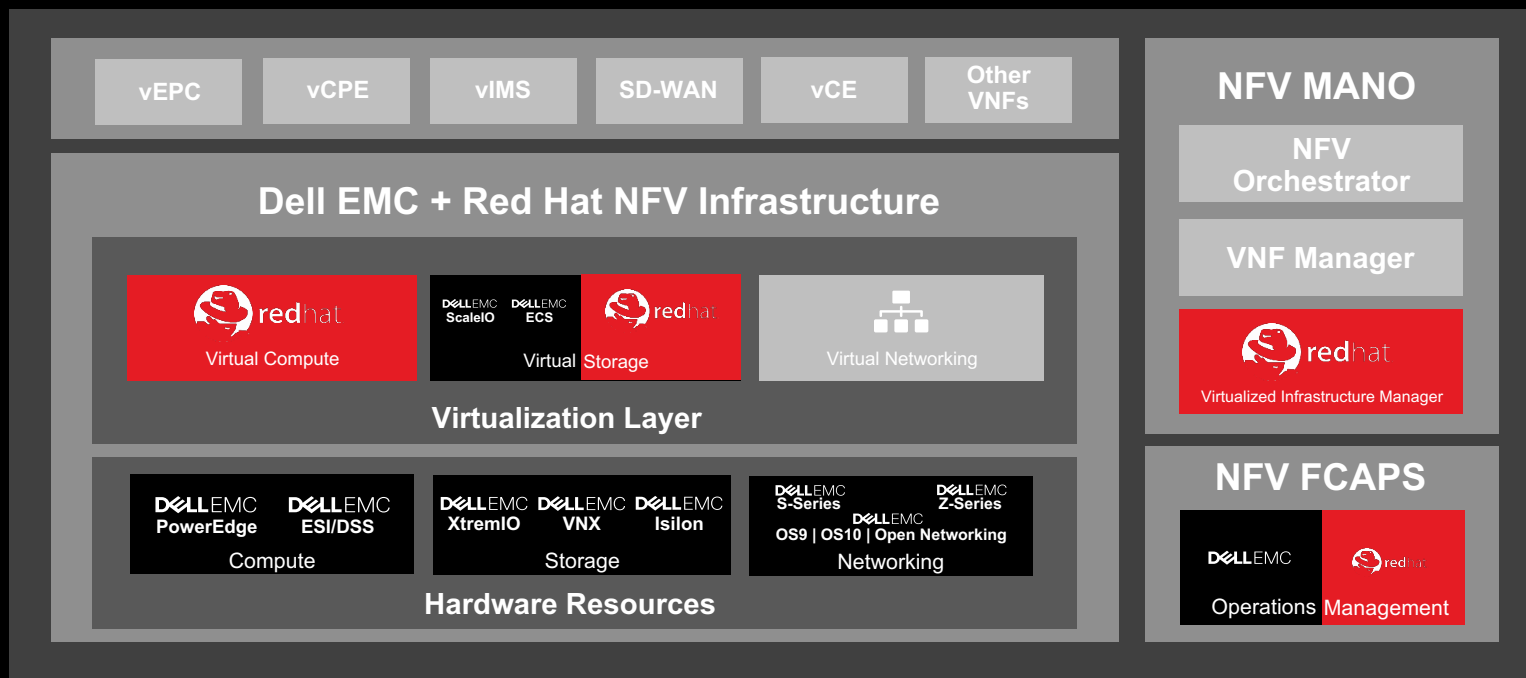 vEPC
vCPE
vIMS
SD-WAN
vCE
Other
VNFs
Dell EMC + Red Hat NFV Infrastructure
redhat
Virtual Compute
DELLEMC DELLEMC
ScaleIO ECS
redhat
Virtual Storage
Virtual Networking
Virtualization Layer
DELLEMC DELLEMC
PowerEdge ESI/DSS
Compute
DELLEMC DELLEMC DELLEMC
XtremIO VNX Isilon
Storage
DELLEMC DELLEMC
S-Series Z-Series
DELLEMC
OS9 | OS10 | Open Networking
Networking
Hardware Resources
NFV MANO
NFV
Orchestrator
VNF Manager
redhat
Virtualized Infrastructure Manager
NFV FCAPS
DELLEMC redhat
Operations Management